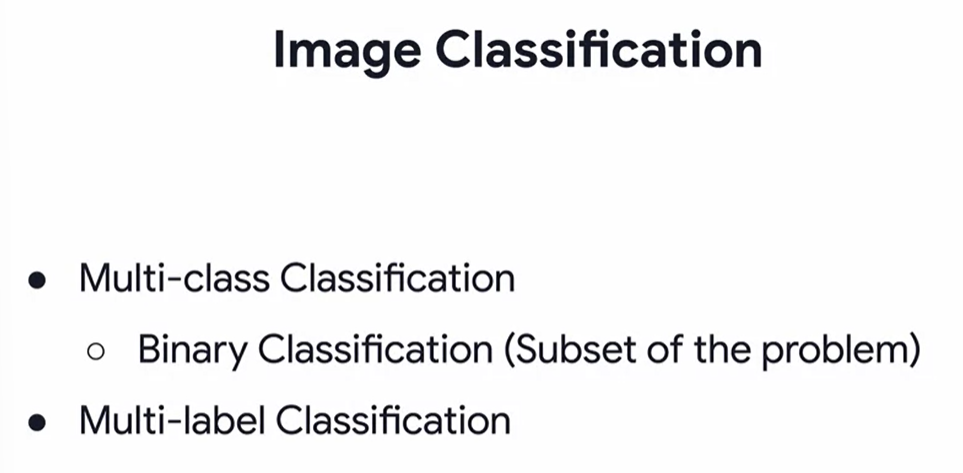 Image Classification
● Multi-class Classification
○ Binary Classification (Subset of the problem)
● Multi-label Classification